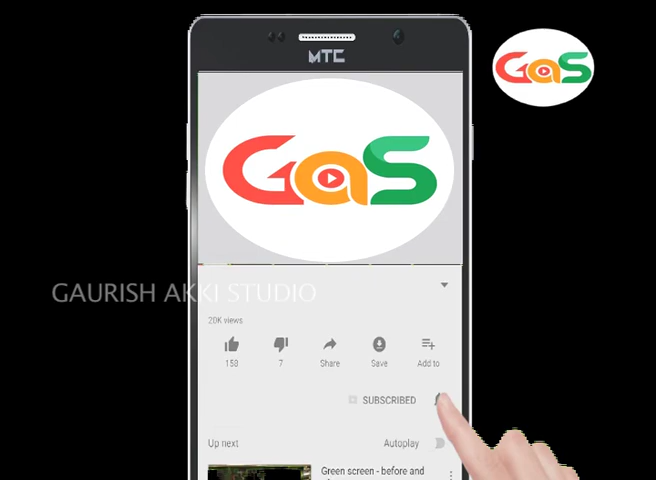 MTC
GaS
GaS
GAURISH AKKI STUDIO
20K views
158
7
Share
Save
Add to
SUBSCRIBED
Up next
Autoplay
Green screen - before and